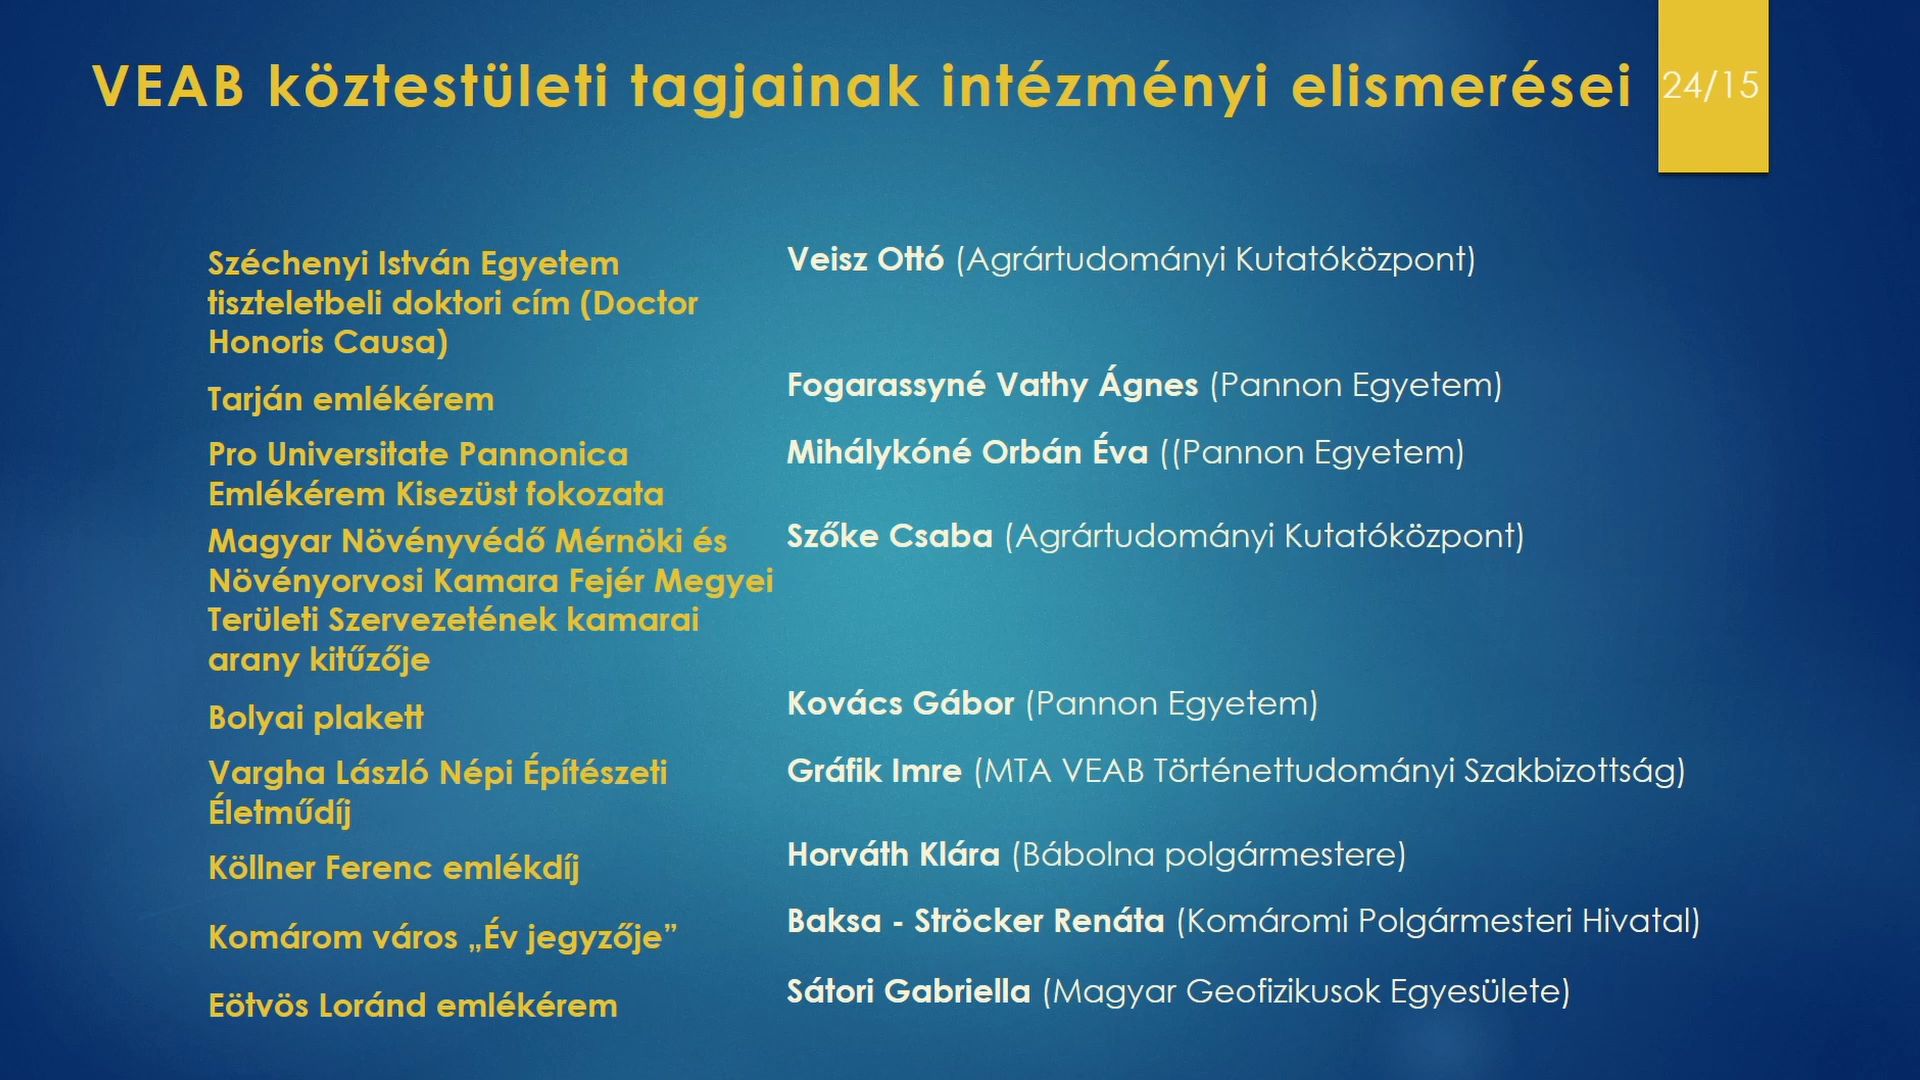 VEAB köztestületi tagjainak intézményi elismerései
24/15
Széchenyi István Egyetem
tiszteletbeli doktori cím (Doctor
Honoris Causa)
Veisz Ottó (Agrártudományi Kutatóközpont)
Tarján emlékérem
Fogarassyné Vathy Ágnes (Pannon Egyetem)
Pro Universitate Pannonica
Emlékérem Kisezüst fokozata
Mihálykóné Orbán Éva ((Pannon Egyetem)
Magyar Növényvédő Mérnöki és
Növényorvosi Kamara Fejér Megyei
Területi Szervezetének kamarai
arany kitűzője
Szőke Csaba (Agrártudományi Kutatóközpont)
Bolyai plakett
Kovács Gábor (Pannon Egyetem)
Vargha László Népi Építészeti
Életműdíj
Gráfik Imre (MTA VEAB Történettudományi Szakbizottság)
Köllner Ferenc emlékdíj
Horváth Klára (Bábolna polgármestere)
Komárom város „Év jegyzője”
Baksa - Ströcker Renáta (Komáromi Polgármesteri Hivatal)
Eötvös Loránd emlékérem
Sátori Gabriella (Magyar Geofizikusok Egyesülete)